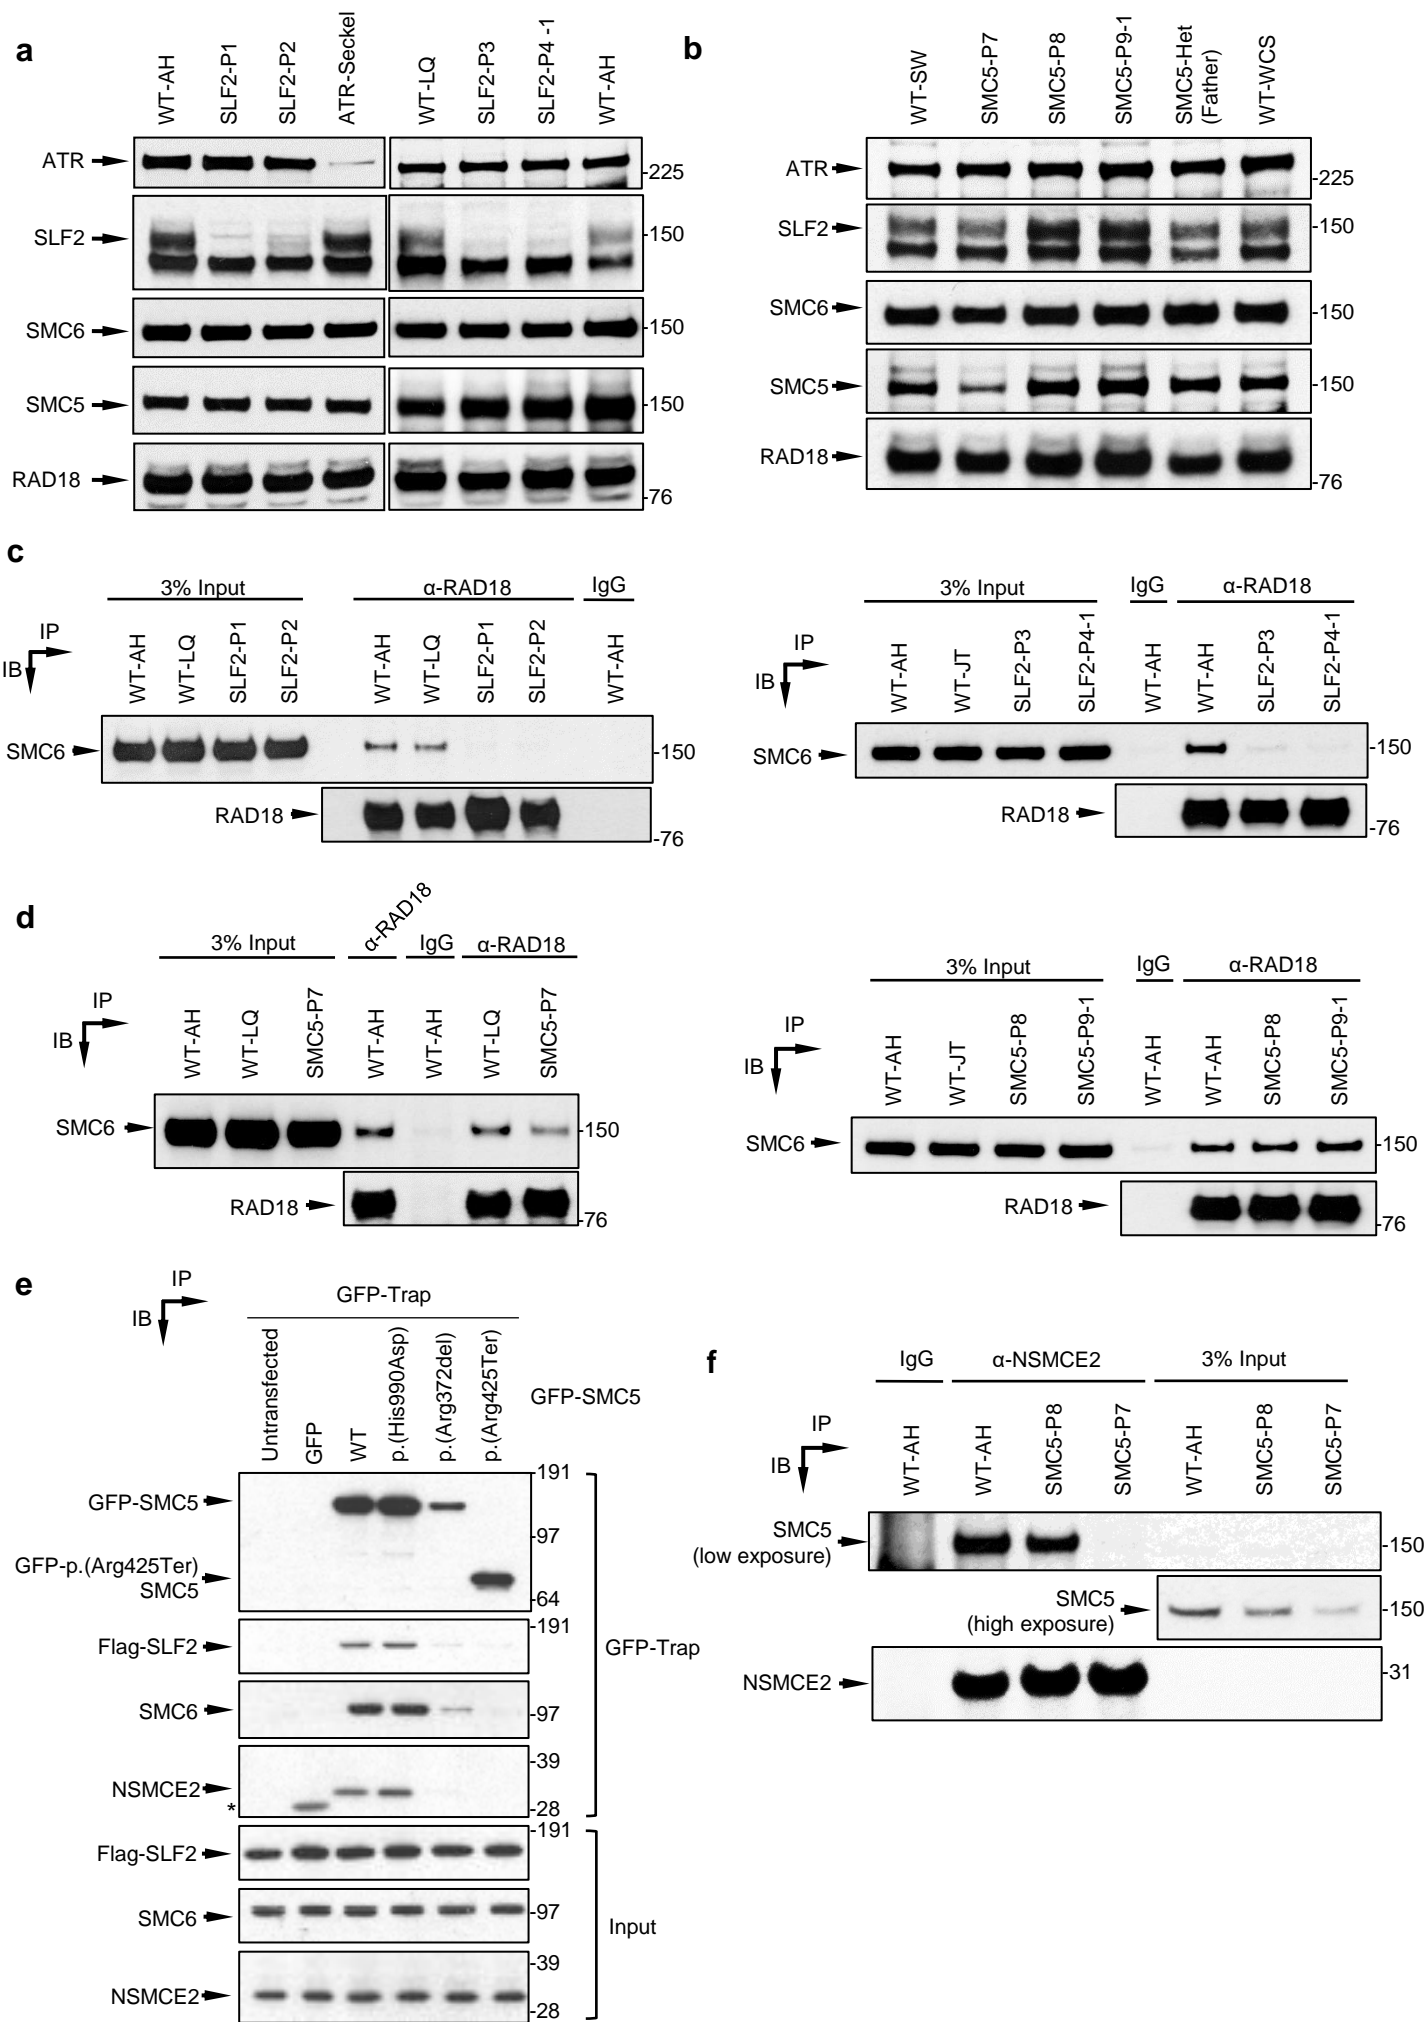 a
WT-AH
SLF2-P1
SLF2-P2
ATR-Seckel
WT-LQ
SLF2-P3
SLF2-P4 -1
WT-AH
ATR
-225
SLF2
-150
SMC6
-150
SMC5
-150
RAD18
-76
b
WT-SW
SMC5-P7
SMC5-P8
SMC5-P9-1
SMC5-Het
(Father)
WT-WCS
ATR
-225
SLF2
-150
SMC6
-150
SMC5
-150
RAD18
-76
c
3% Input
α-RAD18
IgG
IP
IB
WT-AH
WT-LQ
SLF2-P1
SLF2-P2
WT-AH
WT-LQ
SLF2-P1
SLF2-P2
WT-AH
SMC6
-150
RAD18
-76
3% Input
IgG
α-RAD18
IP
IB
WT-AH
WT-JT
SLF2-P3
SLF2-P4-1
WT-AH
WT-AH
SLF2-P3
SLF2-P4-1
SMC6
-150
RAD18
-76
d
3% Input
α-RAD18
IgG
α-RAD18
IP
IB
WT-AH
WT-LQ
SMC5-P7
WT-AH
WT-AH
WT-LQ
SMC5-P7
SMC6
-150
RAD18
-76
3% Input
IgG
α-RAD18
IP
IB
WT-AH
WT-JT
SMC5-P8
SMC5-P9-1
WT-AH
WT-AH
SMC5-P8
SMC5-P9-1
SMC6
-150
RAD18
-76
e
IP
IB
GFP-Trap
Untransfected
GFP
WT
p.(His990Asp)
p.(Arg372del)
p.(Arg425Ter)
GFP-SMC5
-191
GFP-SMC5
-97
GFP-p.(Arg425Ter)
SMC5
-64
-191
Flag-SLF2
GFP-Trap
SMC6
-97
-39
NSMCE2
*
-28
-191
Flag-SLF2
SMC6
-97
Input
-39
NSMCE2
-28
f
IgG
α-NSMCE2
3% Input
IP
IB
WT-AH
WT-AH
SMC5-P8
SMC5-P7
WT-AH
SMC5-P8
SMC5-P7
SMC5
(low exposure)
-150
SMC5
(high exposure)
-150
NSMCE2
-31